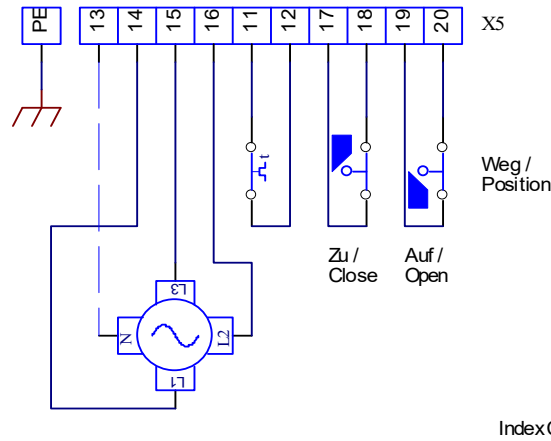 PE 13 14 15 16 11 12 17 18 19 20 X5
t
Weg /
Position
Zu /
Close
Auf /
Open
L3
N
L2
L1
Index